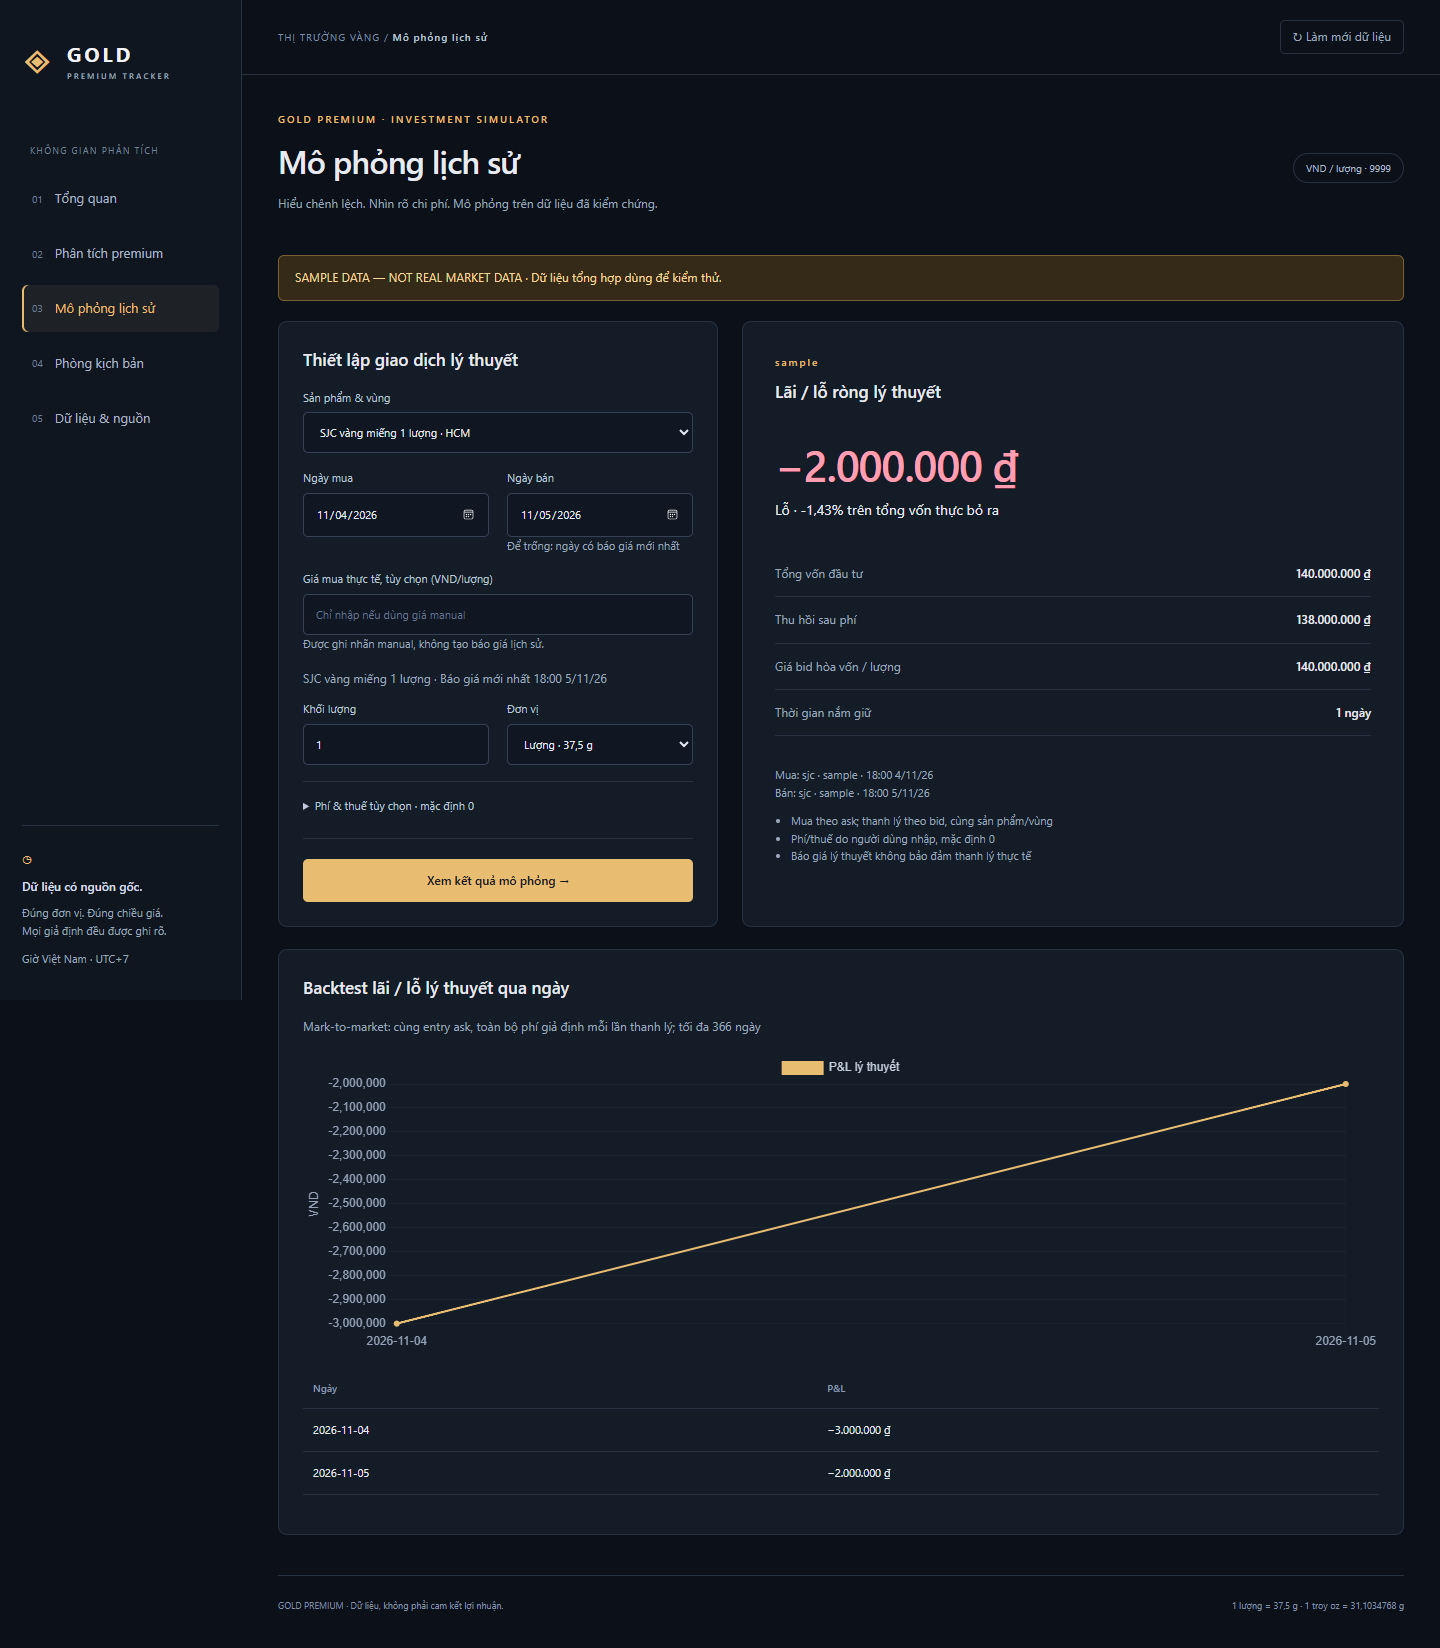 GOLD
PREMIUM TRACKER
KHÔNG GIAN PHÂN TÍCH
01 Tổng quan
02 Phân tích premium
03 Mô phỏng lịch sử
04 Phòng kịch bản
05 Dữ liệu & nguồn
Dữ liệu có nguồn gốc.
Đúng đơn vị. Đúng chiều giá.
Mọi giả định đều được ghi rõ.
Giờ Việt Nam · UTC+7
THỊ TRƯỜNG VÀNG / Mô phỏng lịch sử
↻ Làm mới dữ liệu
GOLD PREMIUM · INVESTMENT SIMULATOR
Mô phỏng lịch sử
VND / lượng · 9999
Hiểu chênh lệch. Nhìn rõ chi phí. Mô phỏng trên dữ liệu đã kiểm chứng.
SAMPLE DATA — NOT REAL MARKET DATA · Dữ liệu tổng hợp dùng để kiểm thử.
Thiết lập giao dịch lý thuyết
Sản phẩm & vùng
SJC vàng miếng 1 lượng · HCM
Ngày mua
Ngày bán
11/04/2026
11/05/2026
Để trống: ngày có báo giá mới nhất
Giá mua thực tế, tùy chọn (VND/lượng)
Chỉ nhập nếu dùng giá manual
Được ghi nhãn manual, không tạo báo giá lịch sử.
SJC vàng miếng 1 lượng · Báo giá mới nhất 18:00 5/11/26
Khối lượng
Đơn vị
1
Lượng · 37,5 g
▶ Phí & thuế tùy chọn · mặc định 0
Xem kết quả mô phỏng →
sample
Lãi / lỗ ròng lý thuyết
−2.000.000 ₫
Lỗ · -1,43% trên tổng vốn thực bỏ ra
Tổng vốn đầu tư 140.000.000 ₫
Thu hồi sau phí 138.000.000 ₫
Giá bid hòa vốn / lượng 140.000.000 ₫
Thời gian nắm giữ 1 ngày
Mua: sjc · sample · 18:00 4/11/26
Bán: sjc · sample · 18:00 5/11/26
• Mua theo ask; thanh lý theo bid, cùng sản phẩm/vùng
• Phí/thuế do người dùng nhập, mặc định 0
• Báo giá lý thuyết không bảo đảm thanh lý thực tế
Backtest lãi / lỗ lý thuyết qua ngày
Mark-to-market: cùng entry ask, toàn bộ phí giả định mỗi lần thanh lý; tối đa 366 ngày
P&L lý thuyết
-2,000,000
-2,100,000
-2,200,000
-2,300,000
-2,400,000
-2,500,000
-2,600,000
-2,700,000
-2,800,000
-2,900,000
-3,000,000
VND
2026-11-04
2026-11-05
Ngày P&L
2026-11-04 −3.000.000 ₫
2026-11-05 −2.000.000 ₫
GOLD PREMIUM · Dữ liệu, không phải cam kết lợi nhuận.
1 lượng = 37,5 g · 1 troy oz = 31,1034768 g